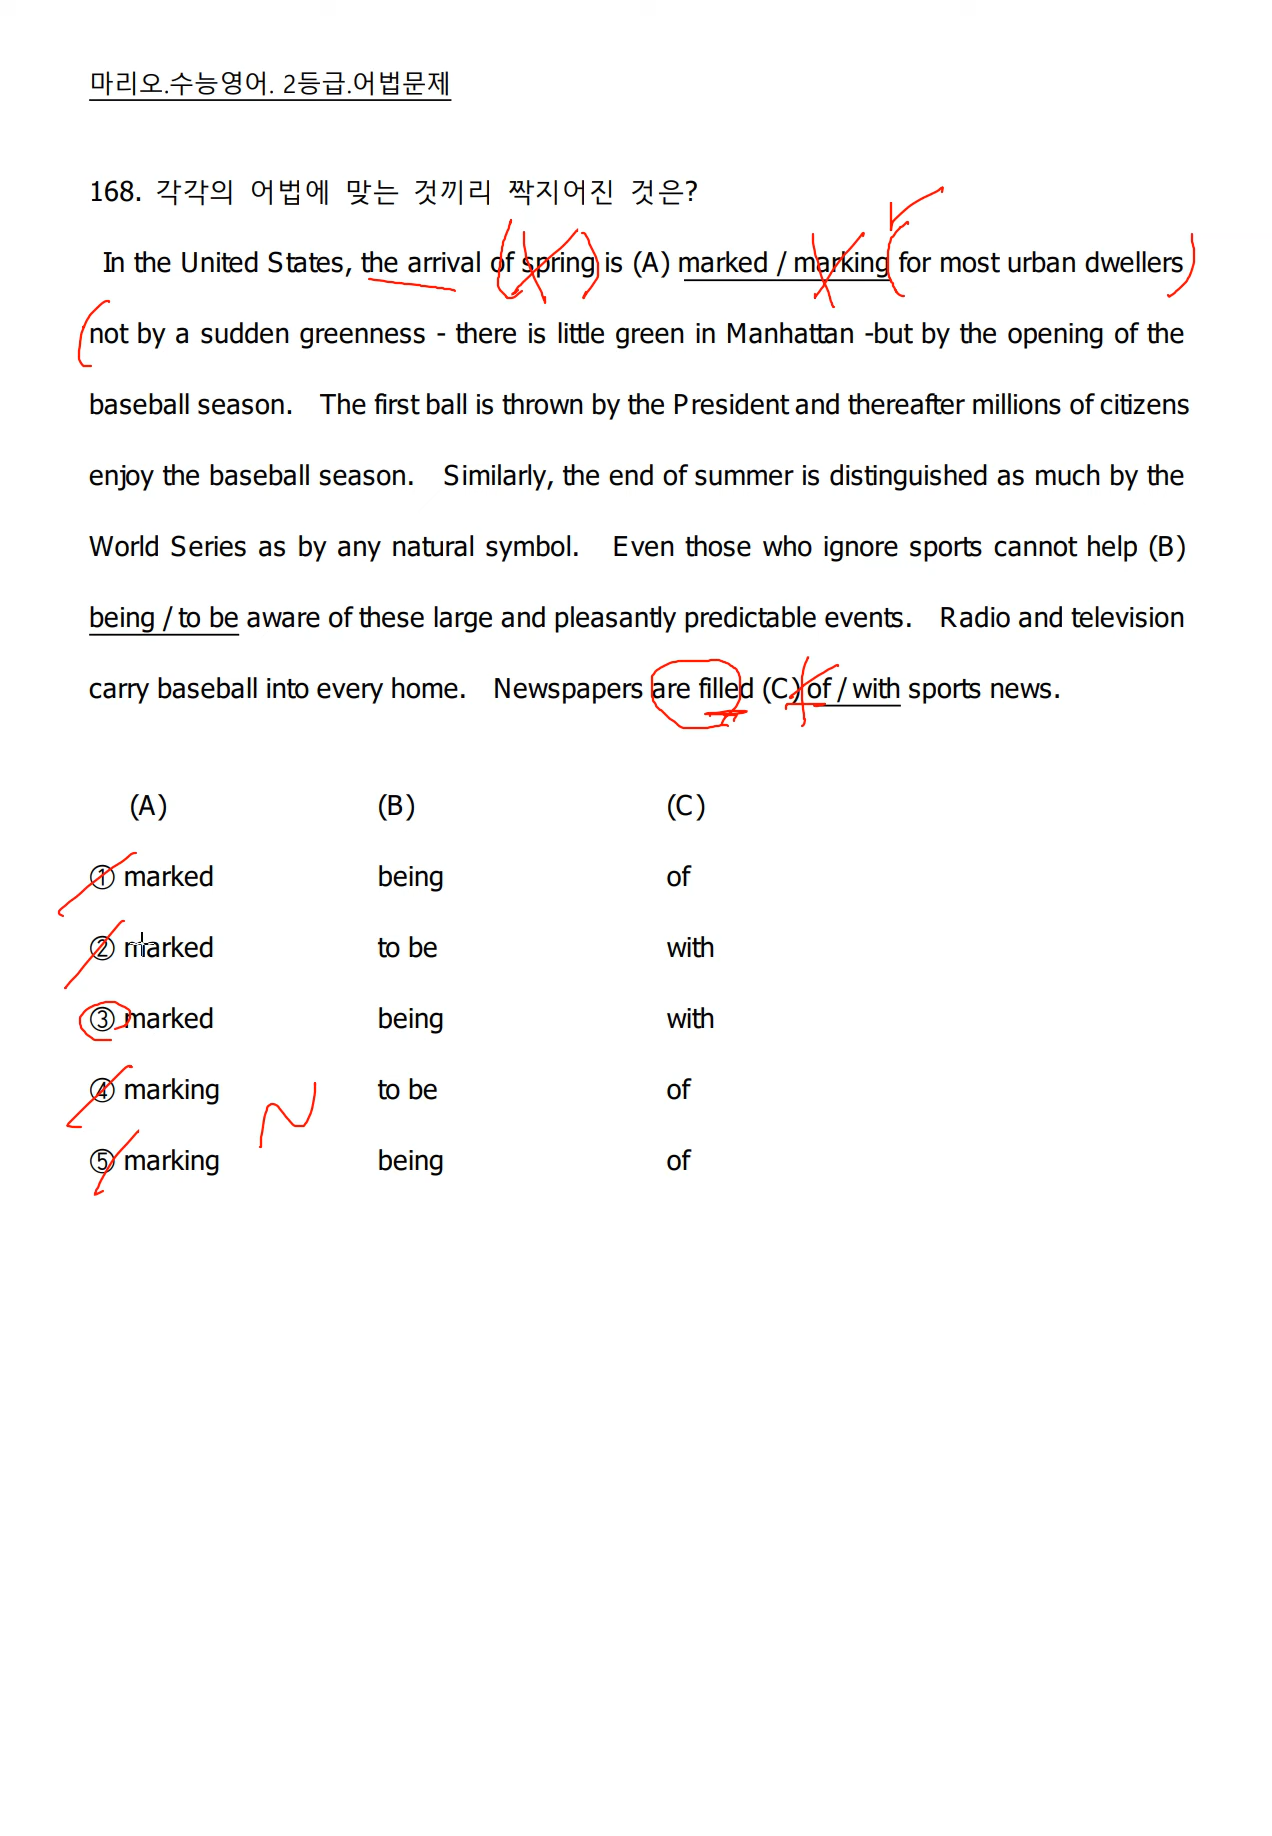 마리오.수능영어. 2등급.어법문제
168. 각각의 어법에 맞는 것끼리 짝지어진 것은?
In the United States, the arrival of spring is (A) marked / marking for most urban dwellers
not by a sudden greenness - there is little green in Manhattan -but by the opening of the
baseball season. The first ball is thrown by the President and thereafter millions of citizens
enjoy the baseball season. Similarly, the end of summer is distinguished as much by the
World Series as by any natural symbol. Even those who ignore sports cannot help (B)
being / to be aware of these large and pleasantly predictable events. Radio and television
carry baseball into every home. Newspapers are filled (C) of / with sports news.
(A) (B) (C)
① marked being of
② marked to be with
③ marked being with
④ marking to be of
⑤ marking being of